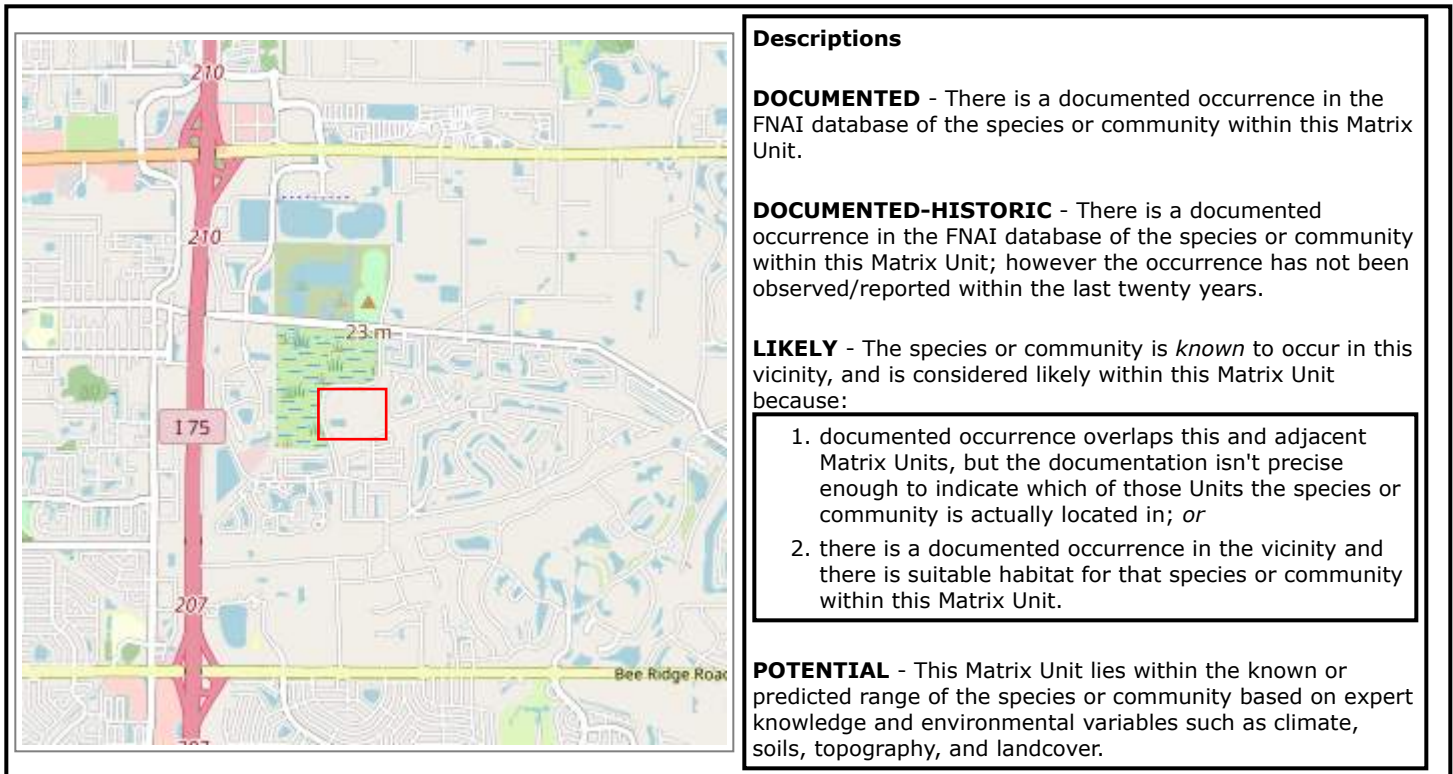 210
210
23 m
I 75
207
Bee Ridge Road
Descriptions
DOCUMENTED - There is a documented occurrence in the
FNAI database of the species or community within this Matrix
Unit.
DOCUMENTED-HISTORIC - There is a documented
occurrence in the FNAI database of the species or community
within this Matrix Unit; however the occurrence has not been
observed/reported within the last twenty years.
LIKELY - The species or community is known to occur in this
vicinity, and is considered likely within this Matrix Unit
because:
1. documented occurrence overlaps this and adjacent
Matrix Units, but the documentation isn't precise
enough to indicate which of those Units the species or
community is actually located in; or
2. there is a documented occurrence in the vicinity and
there is suitable habitat for that species or community
within this Matrix Unit.
POTENTIAL - This Matrix Unit lies within the known or
predicted range of the species or community based on expert
knowledge and environmental variables such as climate,
soils, topography, and landcover.